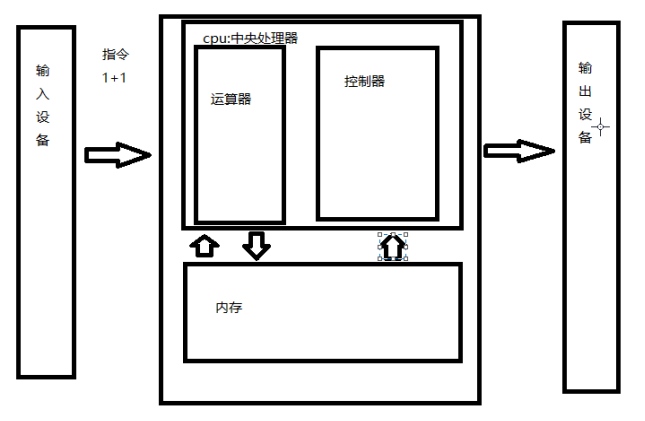 输
入
设
备
指令
1+1
cpu:中央处理器
运算器
控制器
内存
输
出
设
备